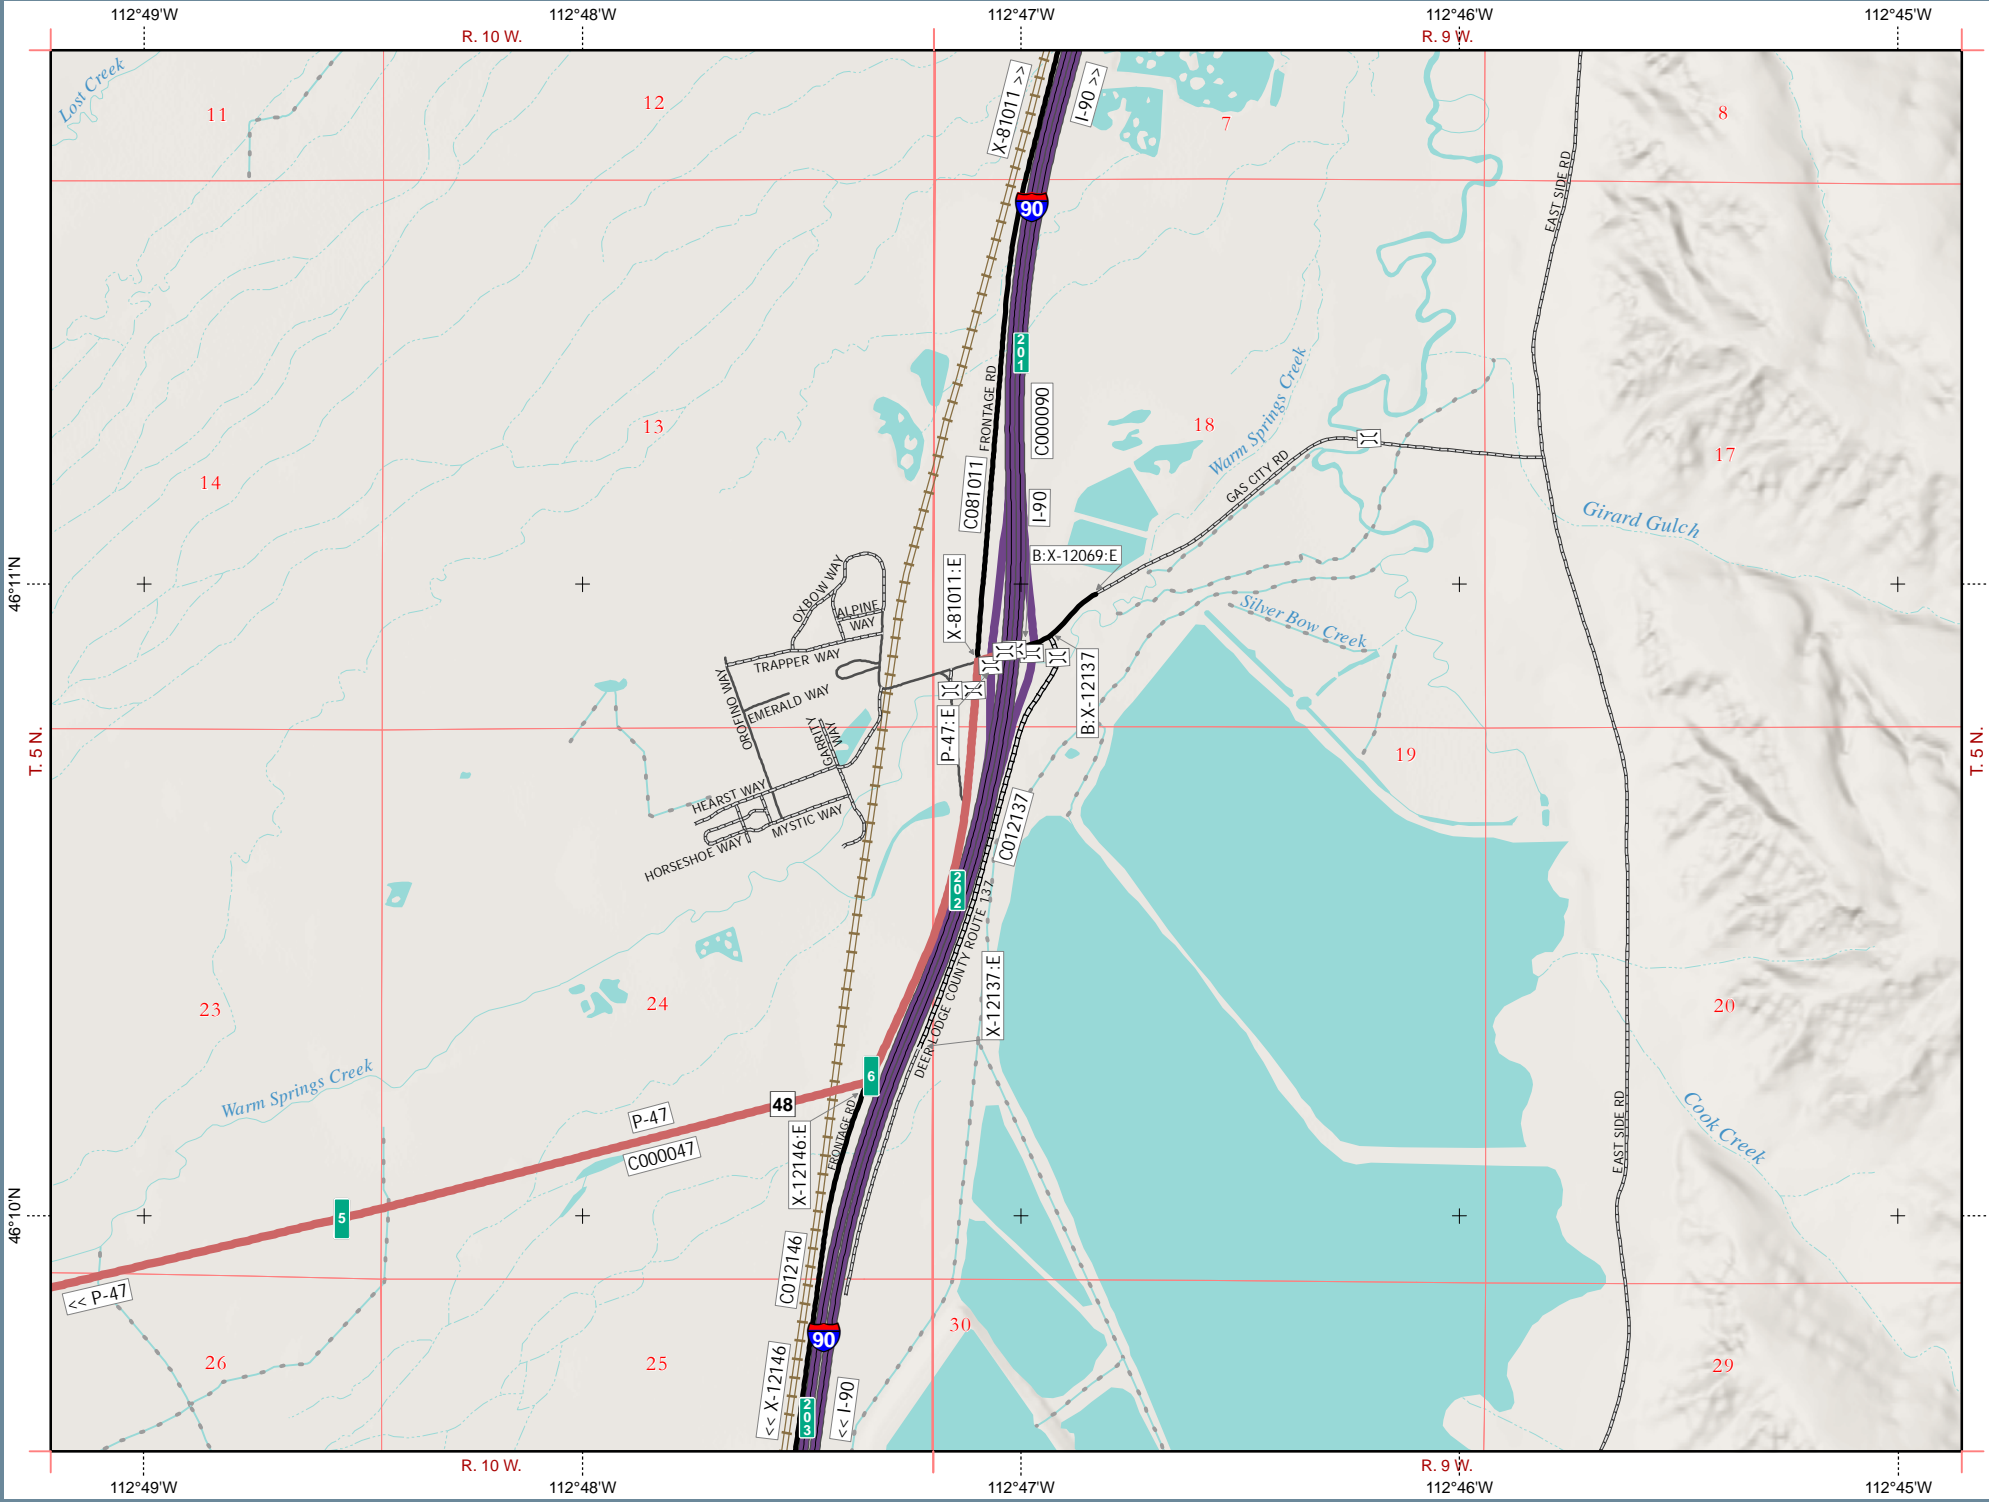 112°49'W
112°48'W
112°47'W
112°46'W
112°45'W
R. 10 W.
R. 9 W.
Lost Creek
11
12
X-81011 >>
I-90 >>
7
8
90
EAST SIDE RD
201
FRONTAGE RD
C000090
13
14
18
17
Warm Springs Creek
GAS CITY RD
C081011
I-90
Girard Gulch
B:X-12069:E
46°11'N
X-81011:E
OXBOW WAY
ALPINE
WAY
TRAPPER WAY
Silver Bow Creek
OROFINO WAY
EMERALD WAY
GARRITY
WAY
P-47:E
B:X-12137
T. 5 N.
19
T. 5 N.
HEARST WAY
MYSTIC WAY
HORSESHOE WAY
C012137
202
DEER LODGE COUNTY ROUTE 137
X-12137:E
23
24
20
Warm Springs Creek
6
48
P-47
C000047
FRONTAGE RD
X-12146:E
EAST SIDE RD
Cook Creek
46°10'N
5
<< P-47
C012146
90
30
26
25
29
<< X-12146
203
<< I-90
R. 10 W.
R. 9 W.
112°49'W
112°48'W
112°47'W
112°46'W
112°45'W